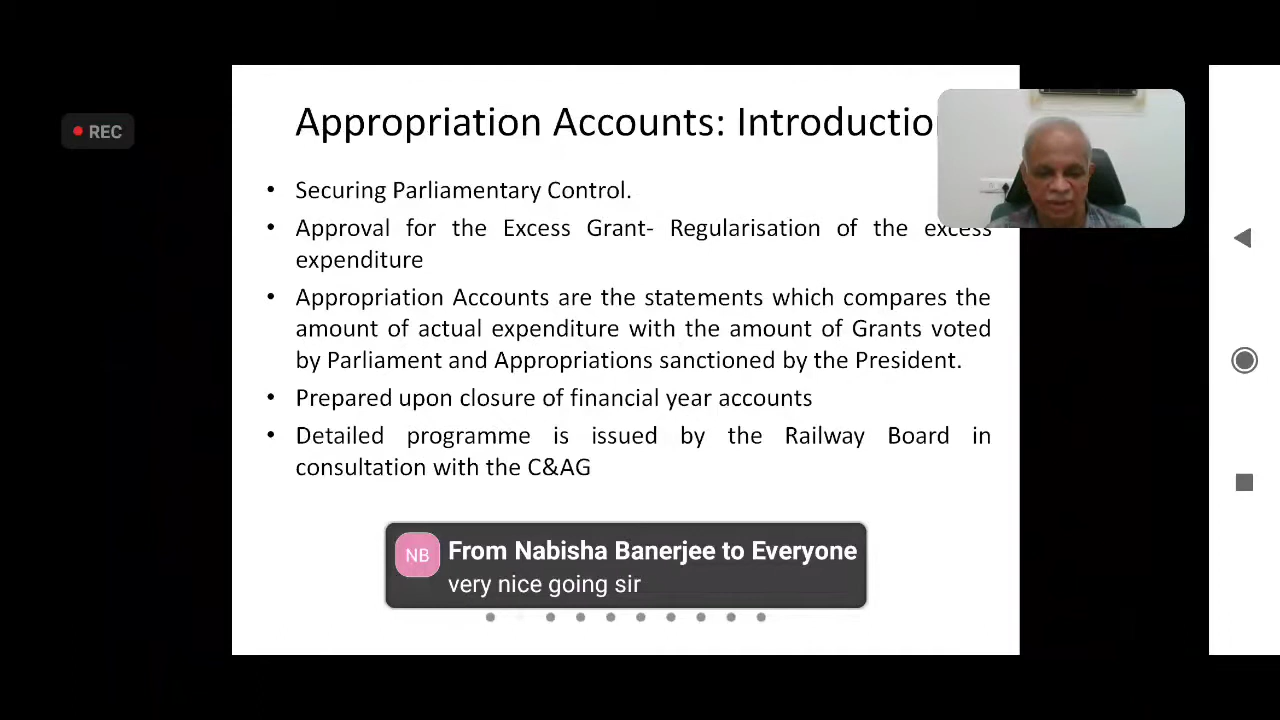 REC
Appropriation Accounts: Introductio
• Securing Parliamentary Control.
• Approval for the Excess Grant- Regularisation of the excess
expenditure
• Appropriation Accounts are the statements which compares the
amount of actual expenditure with the amount of Grants voted
by Parliament and Appropriations sanctioned by the President.
• Prepared upon closure of financial year accounts
• Detailed programme is issued by the Railway Board in
consultation with the C&AG
NB
From Nabisha Banerjee to Everyone
very nice going sir